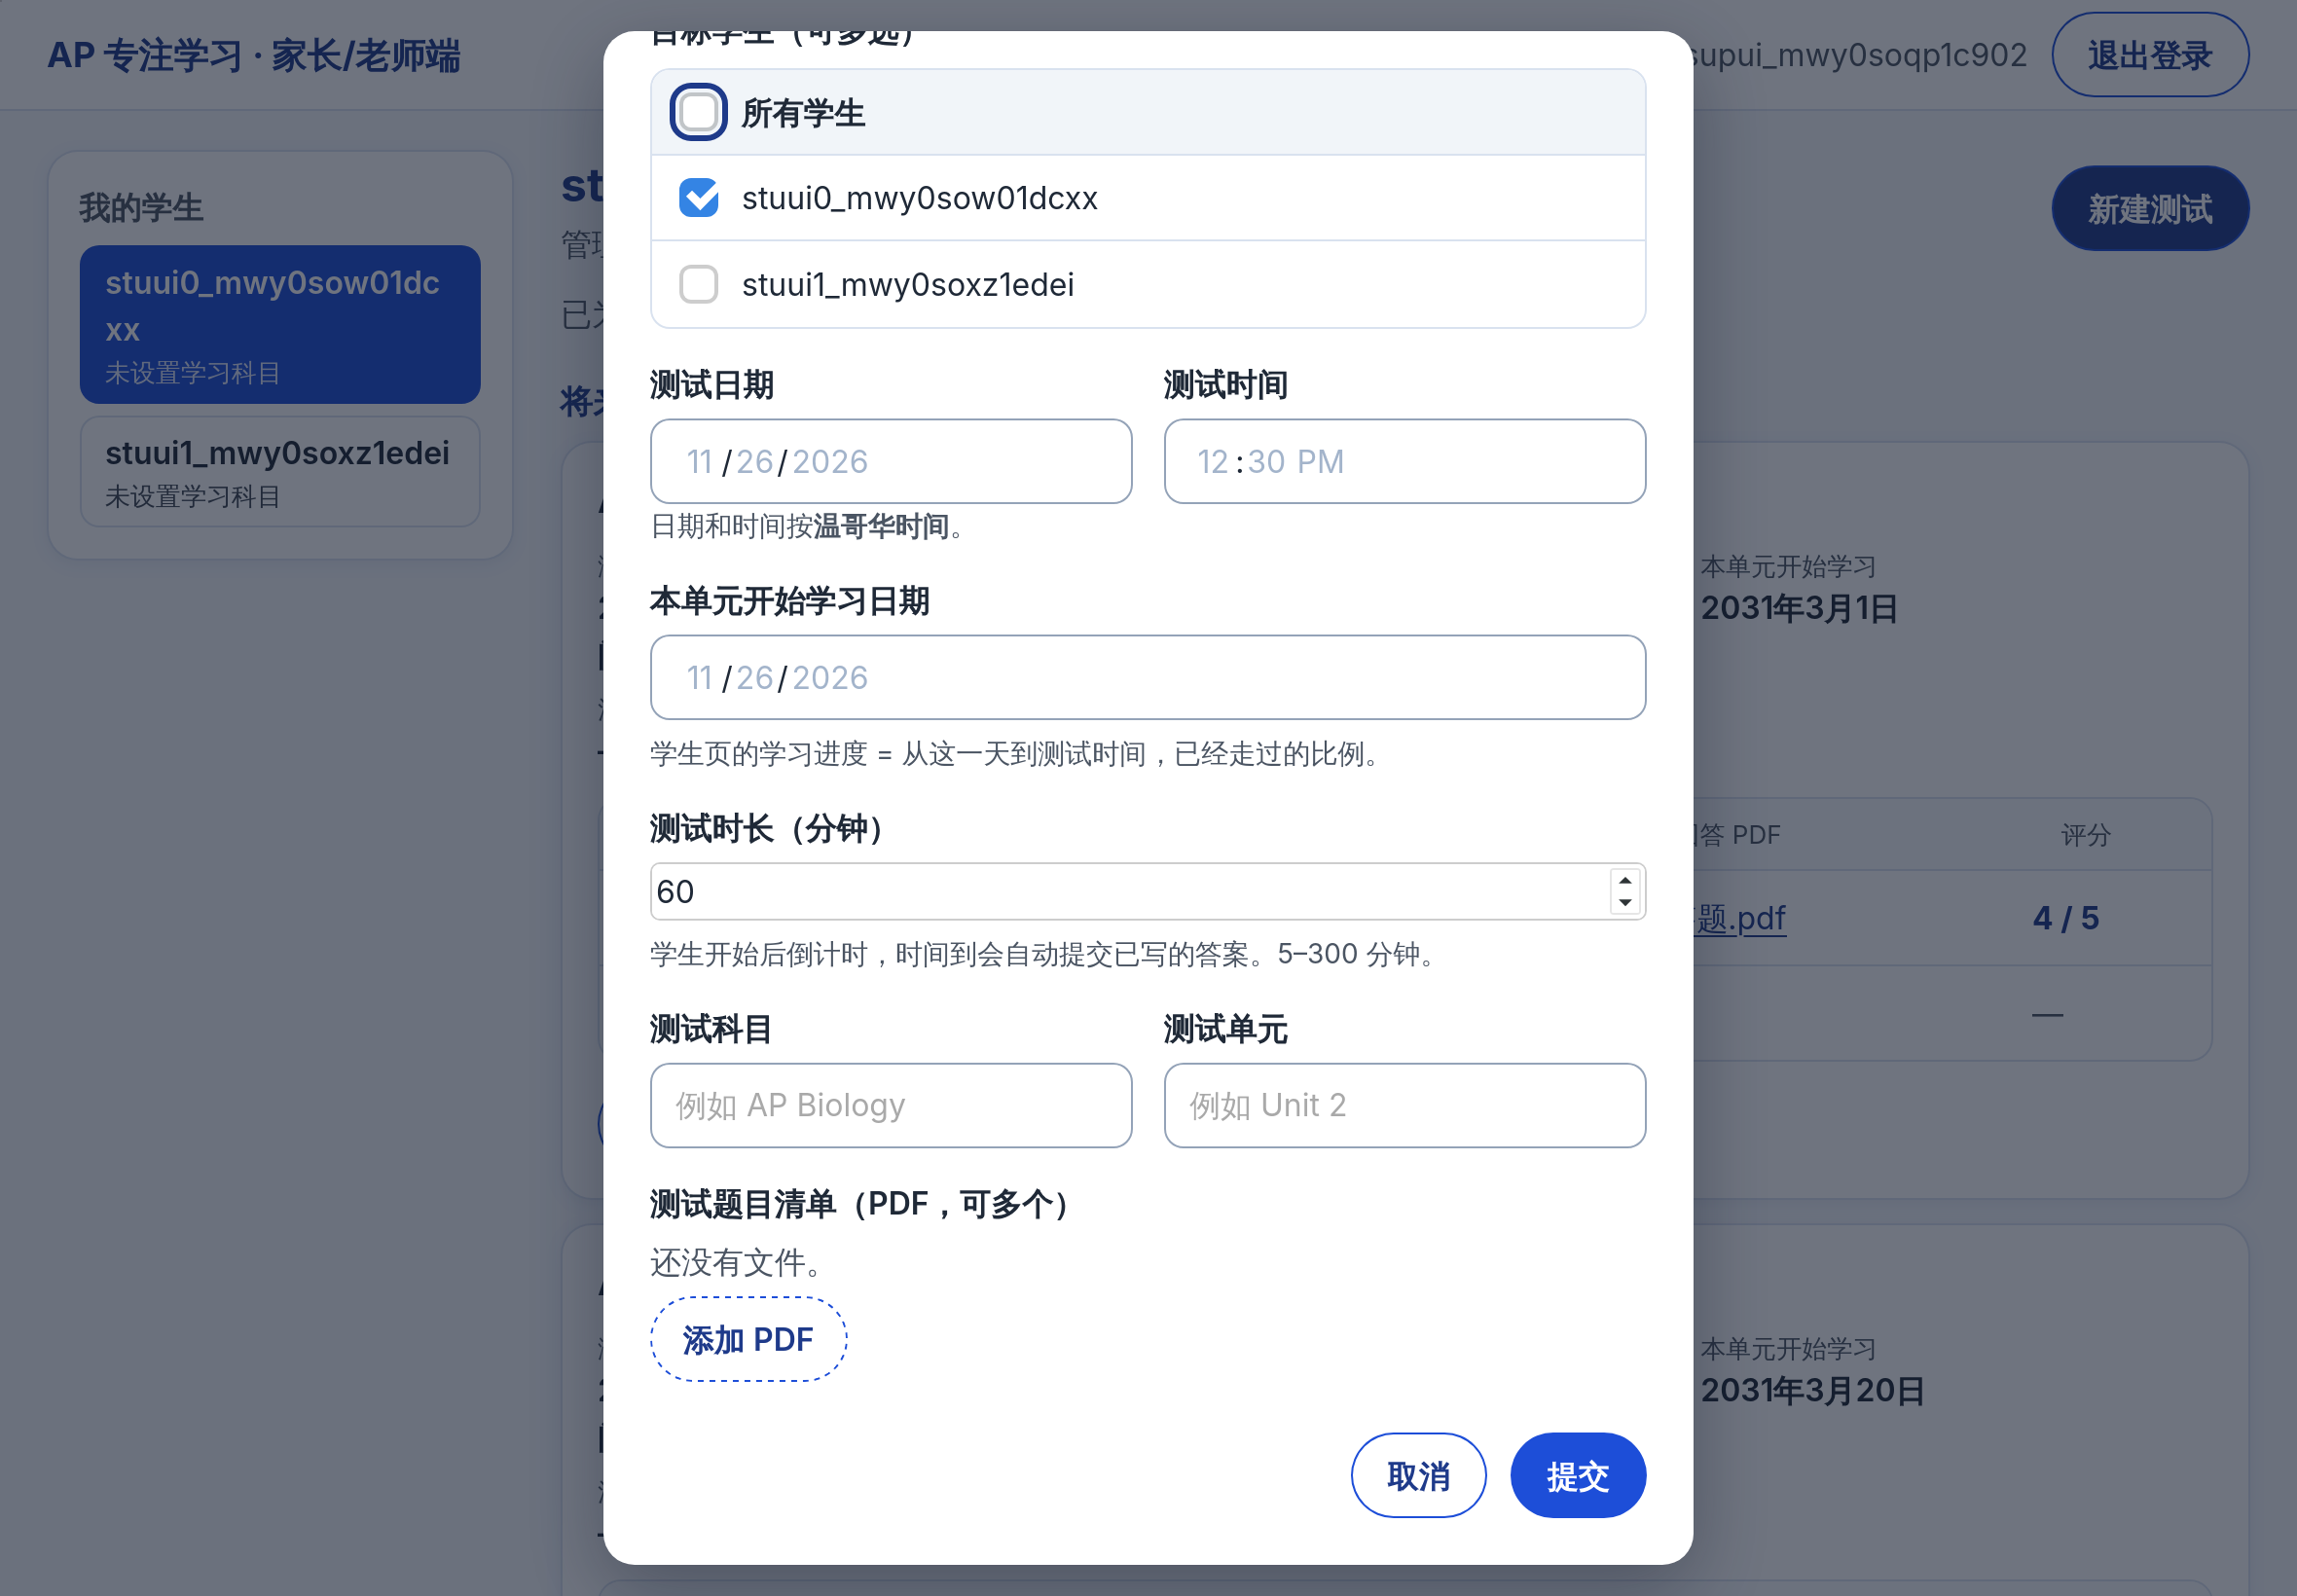 AP 专注学习 · 家长/老师端
supui_mwy0soqp1c902
退出登录
我的学生
stuui0_mwy0sow01dc
xx
未设置学习科目
stuui1_mwy0soxz1edei
未设置学习科目
st
管理
新建测试
目标学生（可多选）
所有学生
stuui0_mwy0sow01dcxx
stuui1_mwy0soxz1edei
测试日期
测试时间
11 / 26 / 2026
12 : 30 PM
日期和时间按温哥华时间。
本单元开始学习日期
11 / 26 / 2026
学生页的学习进度 = 从这一天到测试时间，已经走过的比例。
测试时长（分钟）
60
学生开始后倒计时，时间到会自动提交已写的答案。5–300 分钟。
测试科目
测试单元
例如 AP Biology
例如 Unit 2
测试题目清单（PDF，可多个）
还没有文件。
添加 PDF
取消
提交
本单元开始学习
2031年3月1日
答 PDF
评分
题.pdf
4 / 5
—
本单元开始学习
2031年3月20日